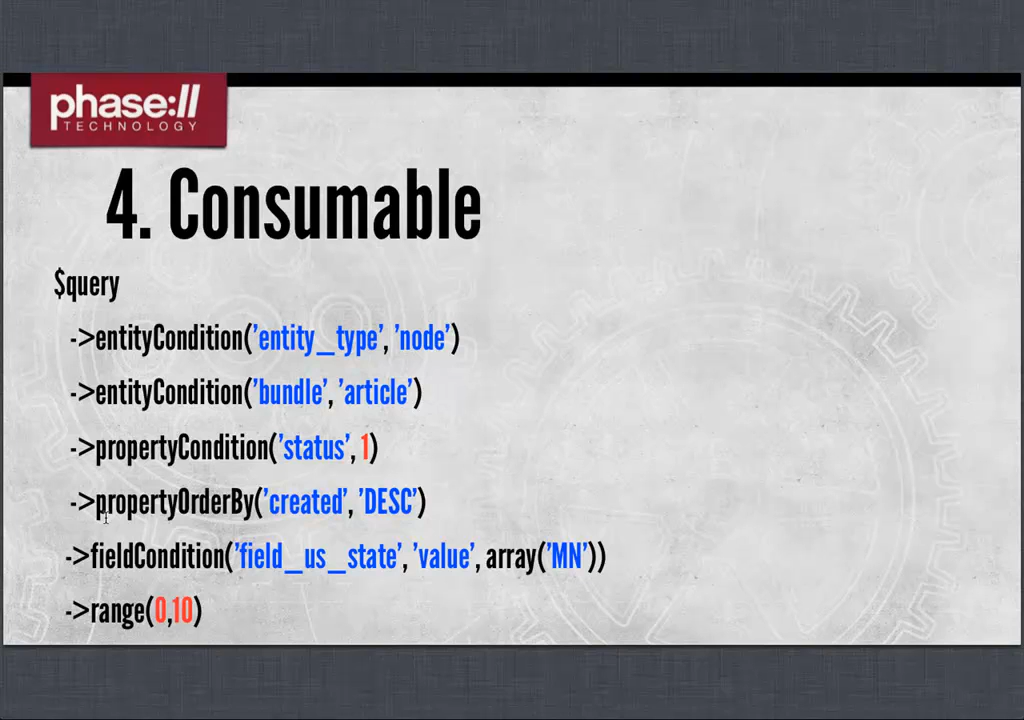 phase:// 
TECHNOLOGY
4. Consumable
$query
->entityCondition('entity_type', 'node')
->entityCondition('bundle', 'article')
->propertyCondition('status', 1)
->propertyOrderBy('created', 'DESC')
->fieldCondition('field_us_state', 'value', array('MN'))
->range(0,10)